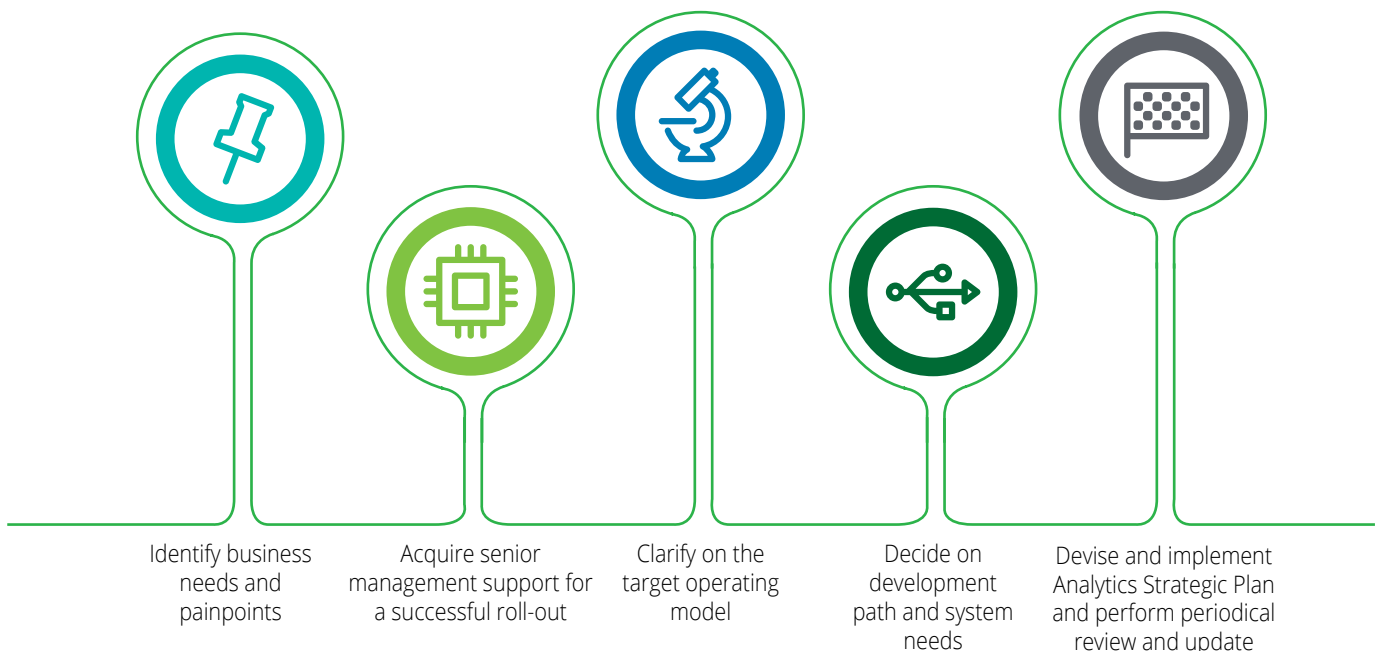 Identify business
needs and
painpoints
Acquire senior
management support for
a successful roll-out
Clarify on the
target operating
model
Decide on
development
path and system
needs
Devise and implement
Analytics Strategic Plan
and perform periodical
review and update